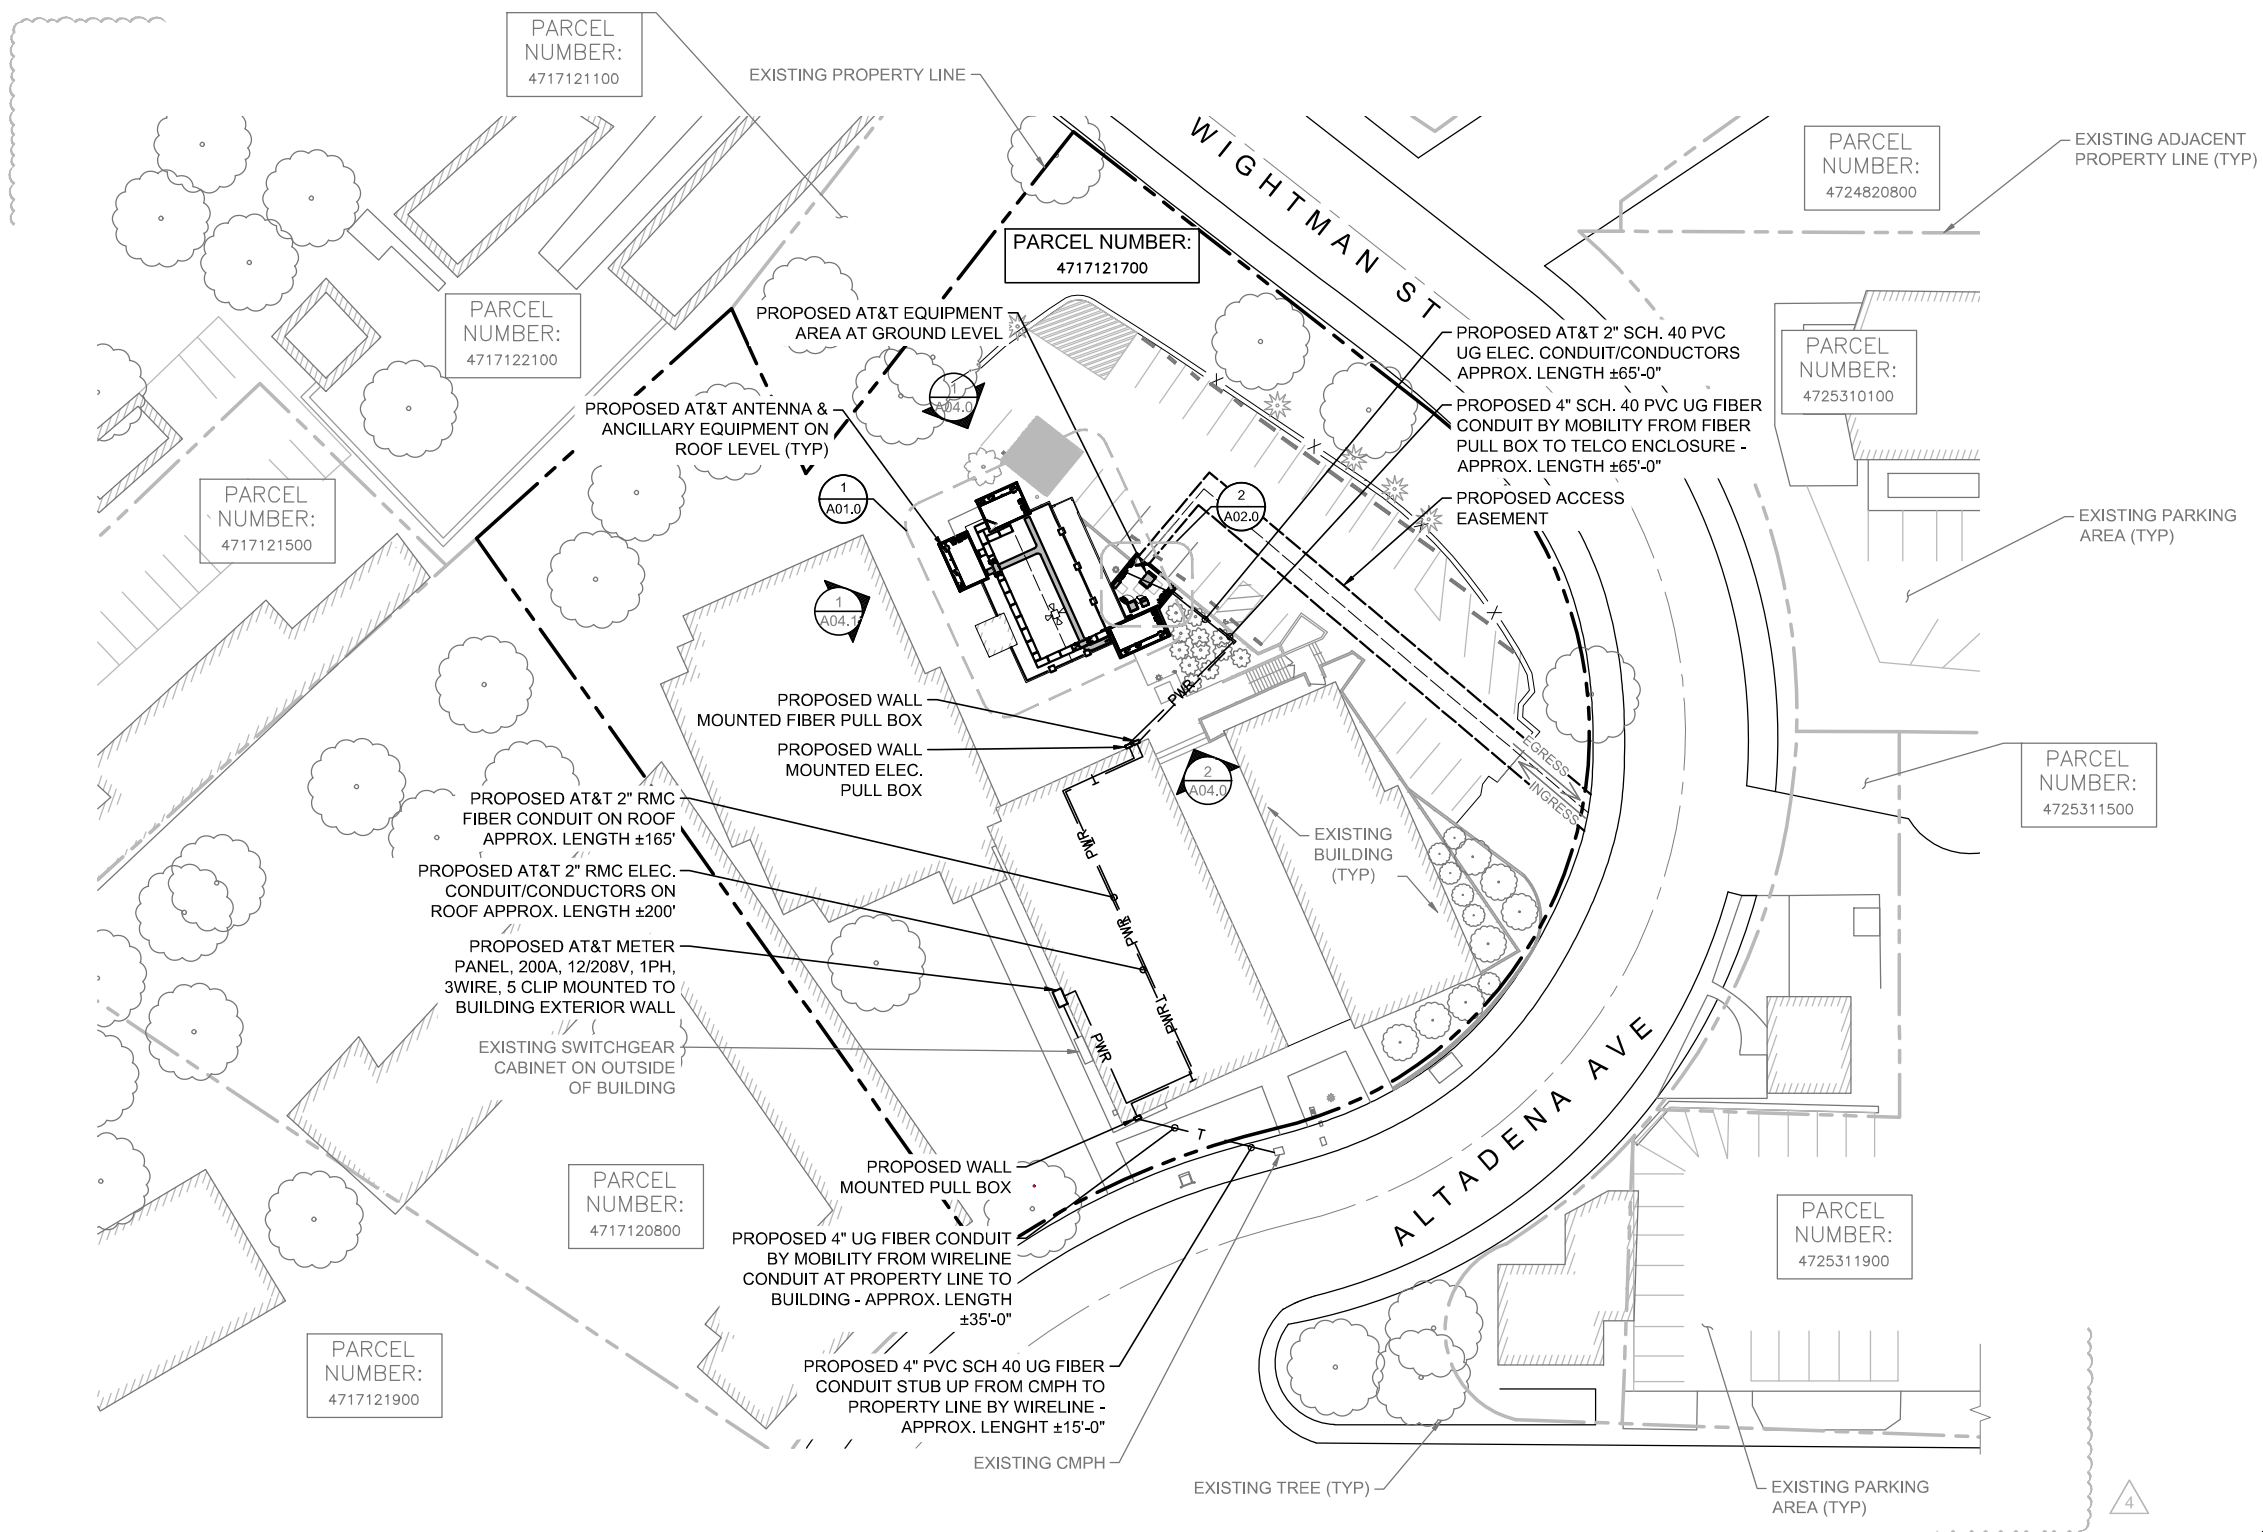 PARCEL
NUMBER:
4717121100
EXISTING PROPERTY LINE
WIGHTMAN ST
PARCEL
NUMBER:
4724820800
EXISTING ADJACENT
PROPERTY LINE (TYP)
PARCEL NUMBER:
4717121700
PARCEL
NUMBER:
4717122100
PROPOSED AT&T EQUIPMENT
AREA AT GROUND LEVEL
PROPOSED AT&T 2" SCH. 40 PVC
UG ELEC. CONDUIT/CONDUCTORS
APPROX. LENGTH ±65'-0"
PARCEL
NUMBER:
4725310100
1
A04.0
PROPOSED AT&T ANTENNA &
ANCILLARY EQUIPMENT ON
ROOF LEVEL (TYP)
PROPOSED 4" SCH. 40 PVC UG FIBER
CONDUIT BY MOBILITY FROM FIBER
PULL BOX TO TELCO ENCLOSURE -
APPROX. LENGTH ±65'-0"
X
X
X
X
PARCEL
NUMBER:
4717121500
1
A01.0
2
A02.0
PROPOSED ACCESS
EASEMENT
EXISTING PARKING
AREA (TYP)
1
A04.1
PROPOSED WALL
MOUNTED FIBER PULL BOX
PWR
PROPOSED WALL
MOUNTED ELEC.
PULL BOX
2
A04.0
EGRESS
INGRESS
PARCEL
NUMBER:
4725311500
PROPOSED AT&T 2" RMC
FIBER CONDUIT ON ROOF
APPROX. LENGTH ±165'
T
PWR
EXISTING
BUILDING
(TYP)
PROPOSED AT&T 2" RMC ELEC.
CONDUIT/CONDUCTORS ON
ROOF APPROX. LENGTH ±200'
PWR
PROPOSED AT&T METER
PANEL, 200A, 12/208V, 1PH,
3WIRE, 5 CLIP MOUNTED TO
BUILDING EXTERIOR WALL
PWR
T
EXISTING SWITCHGEAR
CABINET ON OUTSIDE
OF BUILDING
PWR
ALTADENA AVE
T
PROPOSED WALL
MOUNTED PULL BOX
PARCEL
NUMBER:
4717120800
PARCEL
NUMBER:
4725311900
PROPOSED 4" UG FIBER CONDUIT
BY MOBILITY FROM WIRELINE
CONDUIT AT PROPERTY LINE TO
BUILDING - APPROX. LENGTH
±35'-0"
PARCEL
NUMBER:
4717121900
PROPOSED 4" PVC SCH 40 UG FIBER
CONDUIT STUB UP FROM CMPH TO
PROPERTY LINE BY WIRELINE -
APPROX. LENGHT ±15'-0"
EXISTING CMPH
EXISTING TREE (TYP)
EXISTING PARKING
AREA (TYP)
4